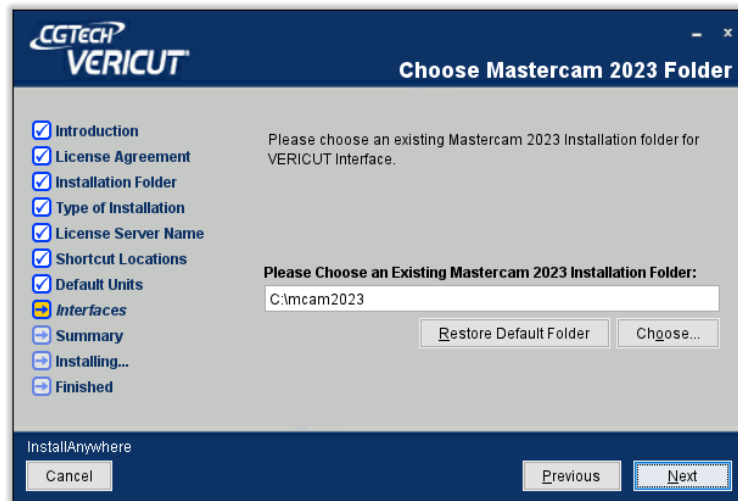 CGTECH
VERICUT
Choose Mastercam 2023 Folder
Introduction
License Agreement
Installation Folder
Type of Installation
License Server Name
Shortcut Locations
Default Units
Interfaces
Summary
Installing...
Finished
Please choose an existing Mastercam 2023 Installation folder for
VERICUT Interface.
Please Choose an Existing Mastercam 2023 Installation Folder:
C:\mcam2023
Restore Default Folder
Choose...
InstallAnywhere
Cancel
Previous
Next